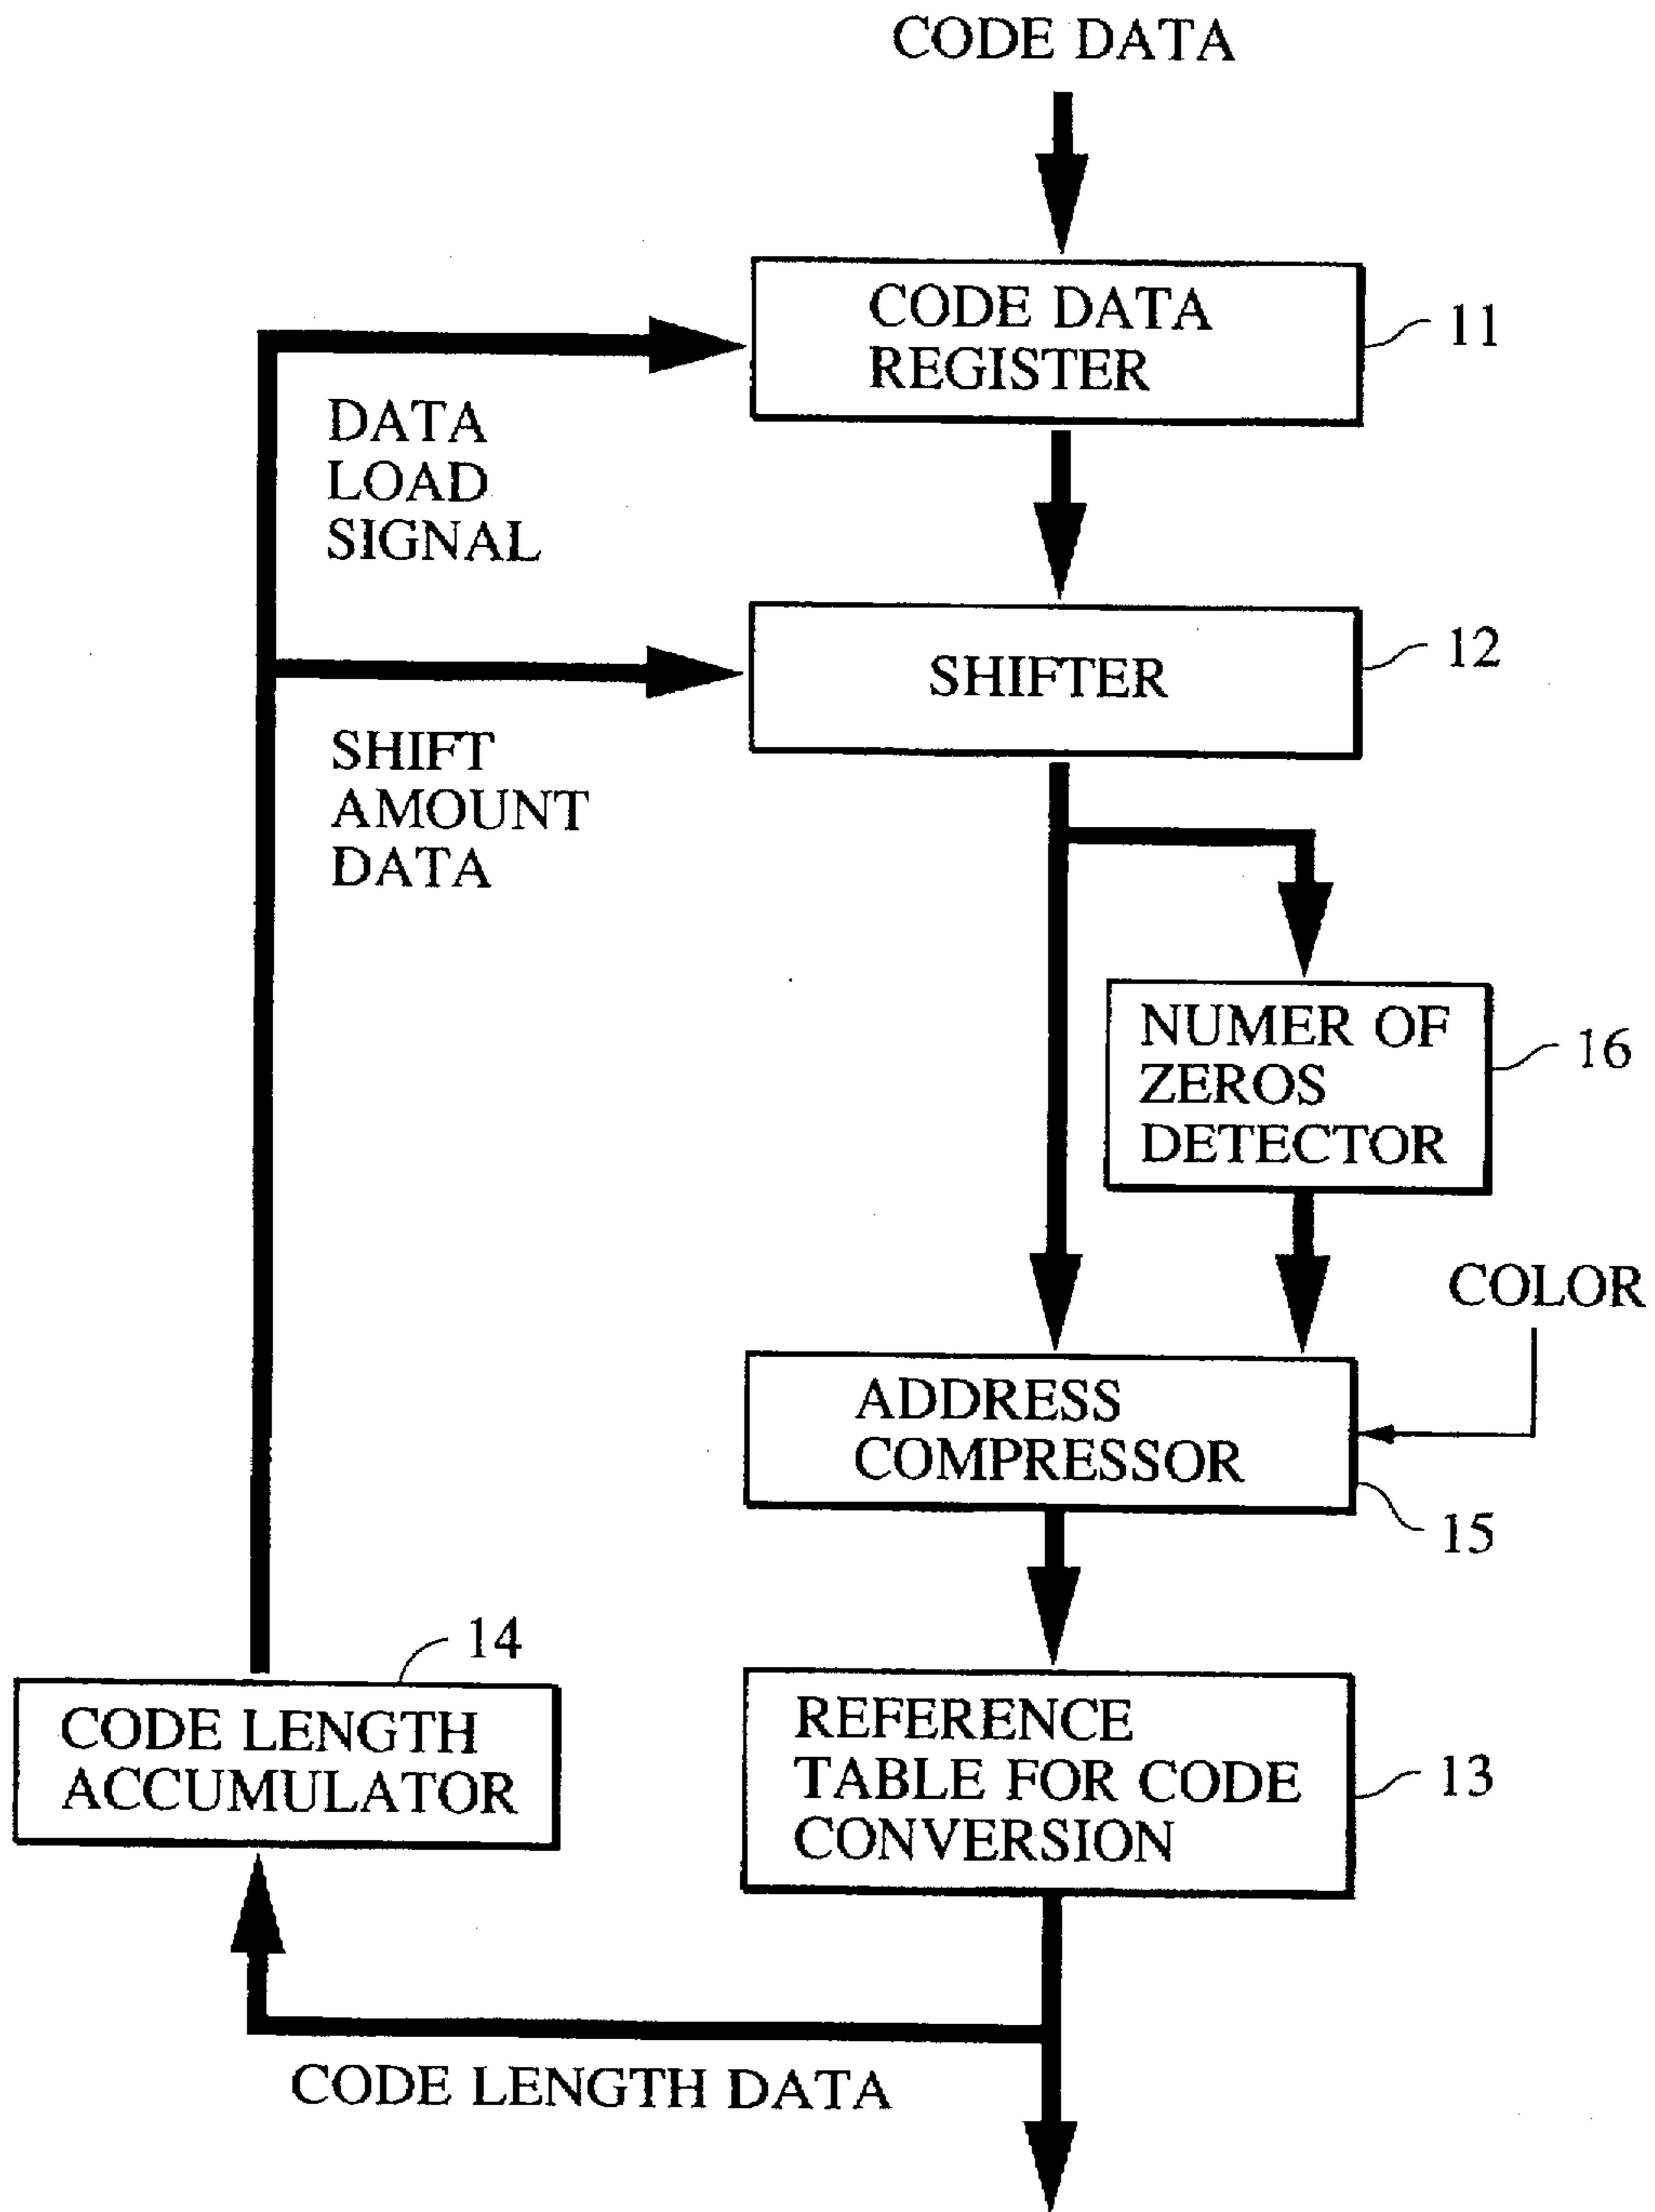 CODE DATA
CODE DATA
REGISTER
11
DATA
LOAD
SIGNAL
SHIFTER
12
SHIFT
AMOUNT
DATA
NUMER OF
ZEROS
DETECTOR
16
COLOR
ADDRESS
COMPRESSOR
15
14
CODE LENGTH
ACCUMULATOR
REFERENCE
TABLE FOR CODE
CONVERSION
13
CODE LENGTH DATA